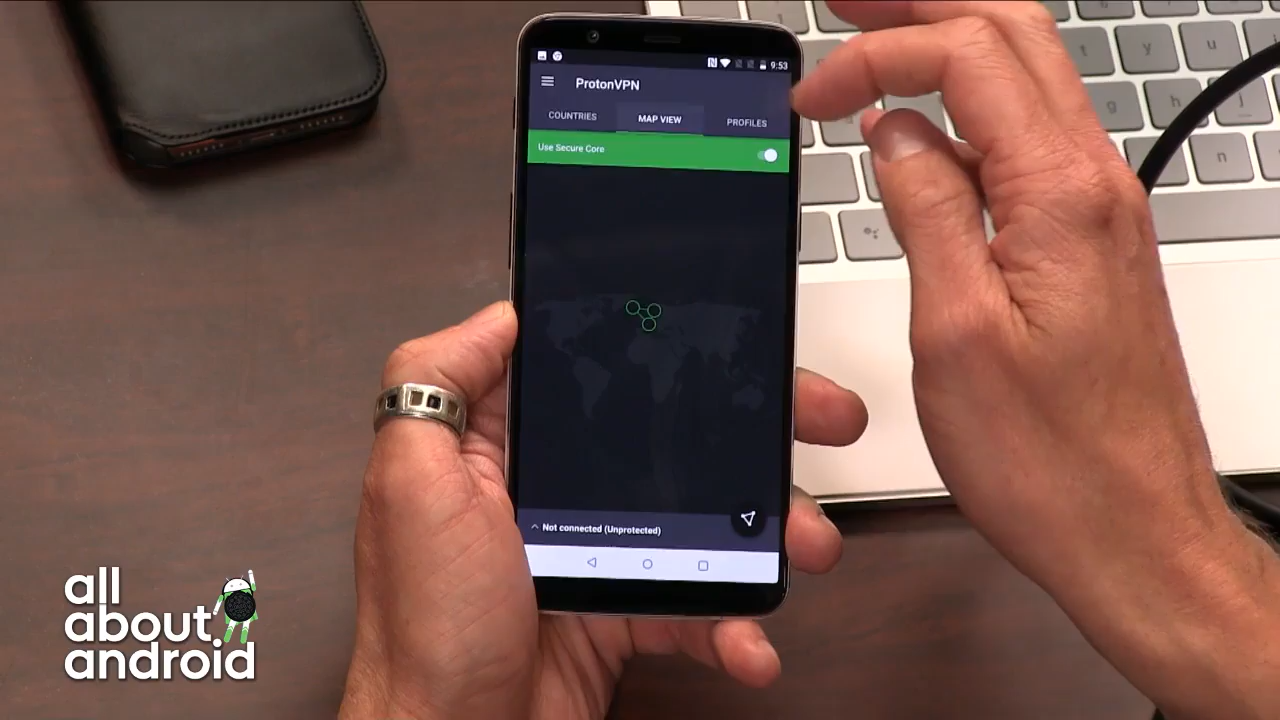 9:53
ProtonVPN
COUNTRIES
MAP VIEW
PROFILES
Use Secure Core
Not connected (Unprotected)
t
y
u
g
h
j
n
all
about
android